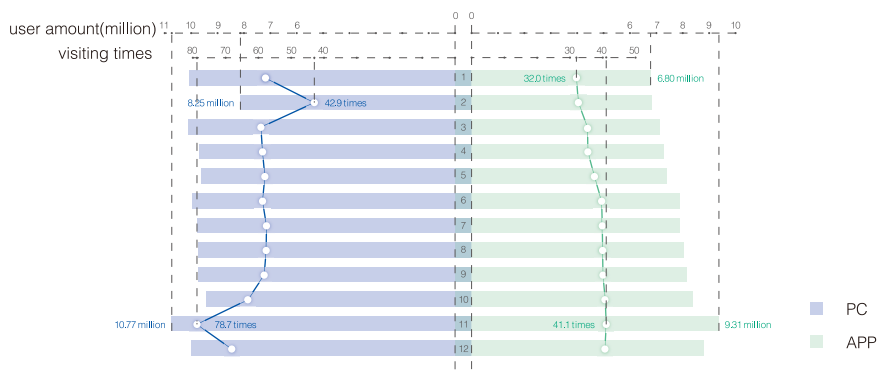 0 0
user amount(million) 11 10 9 8 7 6 6 7 8 9 10
visiting times 80 70 60 50 40 30 40 50
1 32.0 times 6.80 million
8.25 million 42.9 times 2
3
4
5
6
7
8
9
10
10.77 million 78.7 times 11 41.1 times 9.31 million
12
PC
APP